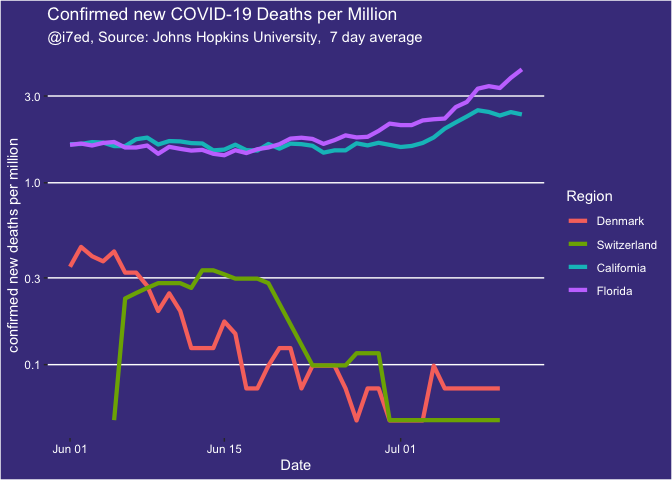 Confirmed new COVID-19 Deaths per Million
@i7ed, Source: Johns Hopkins University,  7 day average
confirmed new deaths per million
3.0
1.0
0.3
0.1
Jun 01
Jun 15
Jul 01
Date
Region
Denmark
Switzerland
California
Florida